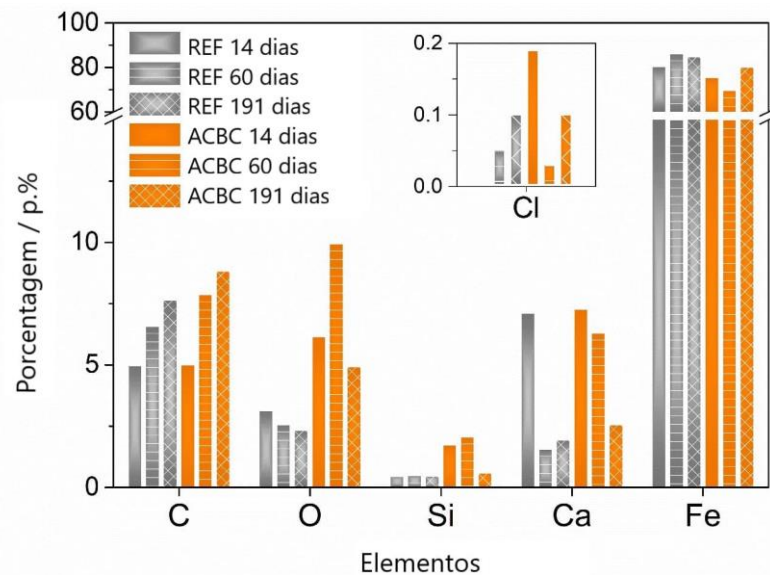 100
80
60
10
5
0
Porcentagem / p.%
REF 14 dias
REF 60 dias
REF 191 dias
ACBC 14 dias
ACBC 60 dias
ACBC 191 dias
0.2
0.1
0.0
Cl
C O Si Ca Fe
Elementos